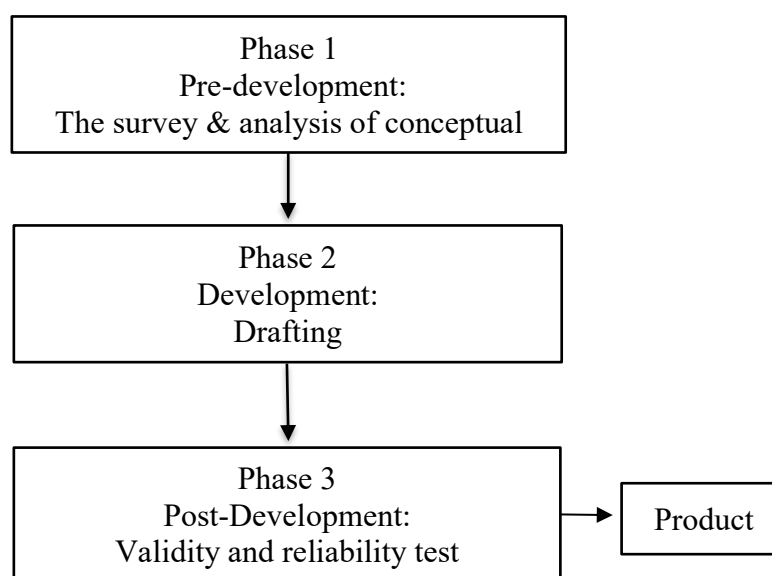 Phase 1
Pre-development:
The survey & analysis of conceptual
Phase 2
Development:
Drafting
Phase 3
Post-Development:
Validity and reliability test
Product